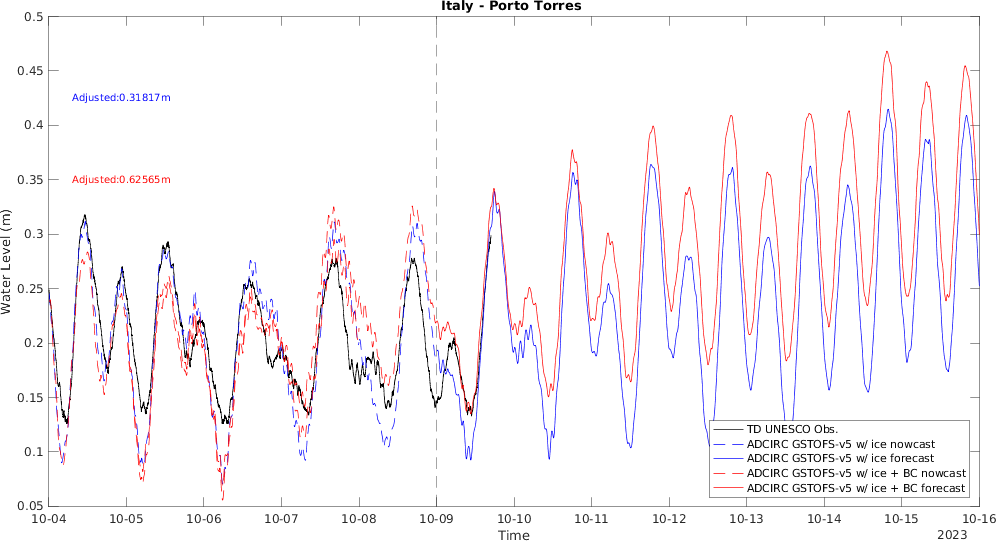 Italy - Porto Torres
0.5
0.45
0.4
0.35
0.3
0.25
0.2
0.15
0.1
0.05
Water Level (m)
Adjusted:0.31817m
Adjusted:0.62565m
TD UNESCO Obs.
ADCIRC GSTOFS-v5 w/ ice nowcast
ADCIRC GSTOFS-v5 w/ ice forecast
ADCIRC GSTOFS-v5 w/ ice + BC nowcast
ADCIRC GSTOFS-v5 w/ ice + BC forecast
10-04 10-05 10-06 10-07 10-08 10-09 10-10 10-11 10-12 10-13 10-14 10-15 10-16
Time
2023